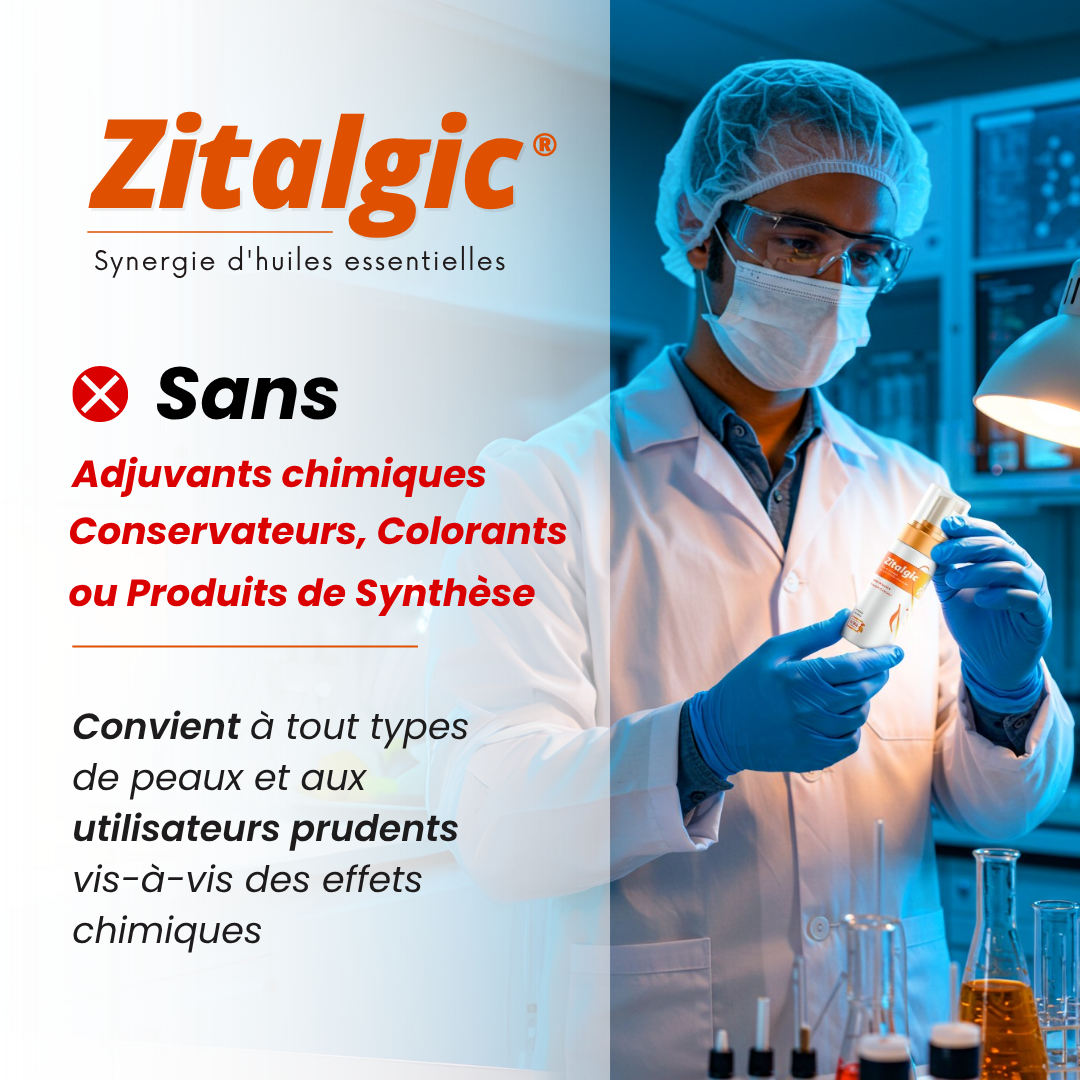 Zitalgic®
Synergie d'huiles essentielles
Sans
Adjuvants chimiques
Conservateurs, Colorants
ou Produits de Synthèse
Convient à tout types
de peaux et aux
utilisateurs prudents
vis-à-vis des effets
chimiques
Zitalgic